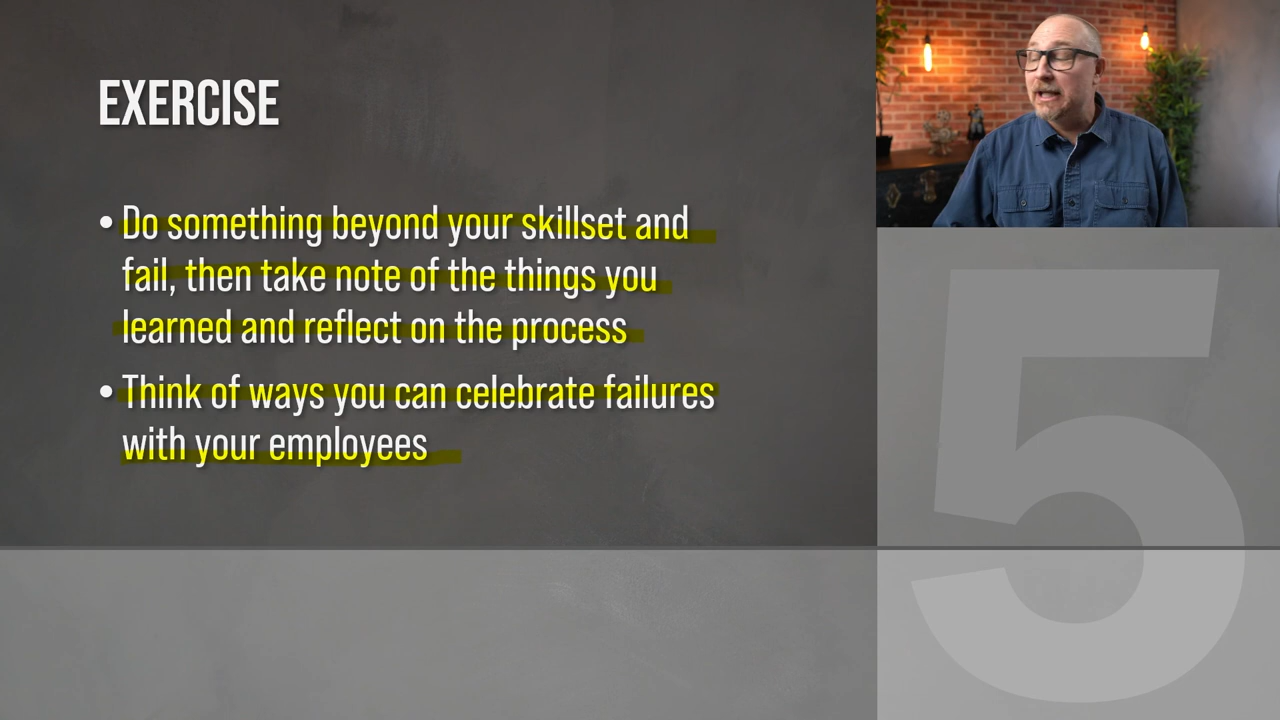 EXERCISE
• Do something beyond your skillset and
fail, then take note of the things you
learned and reflect on the process
• Think of ways you can celebrate failures
with your employees
5